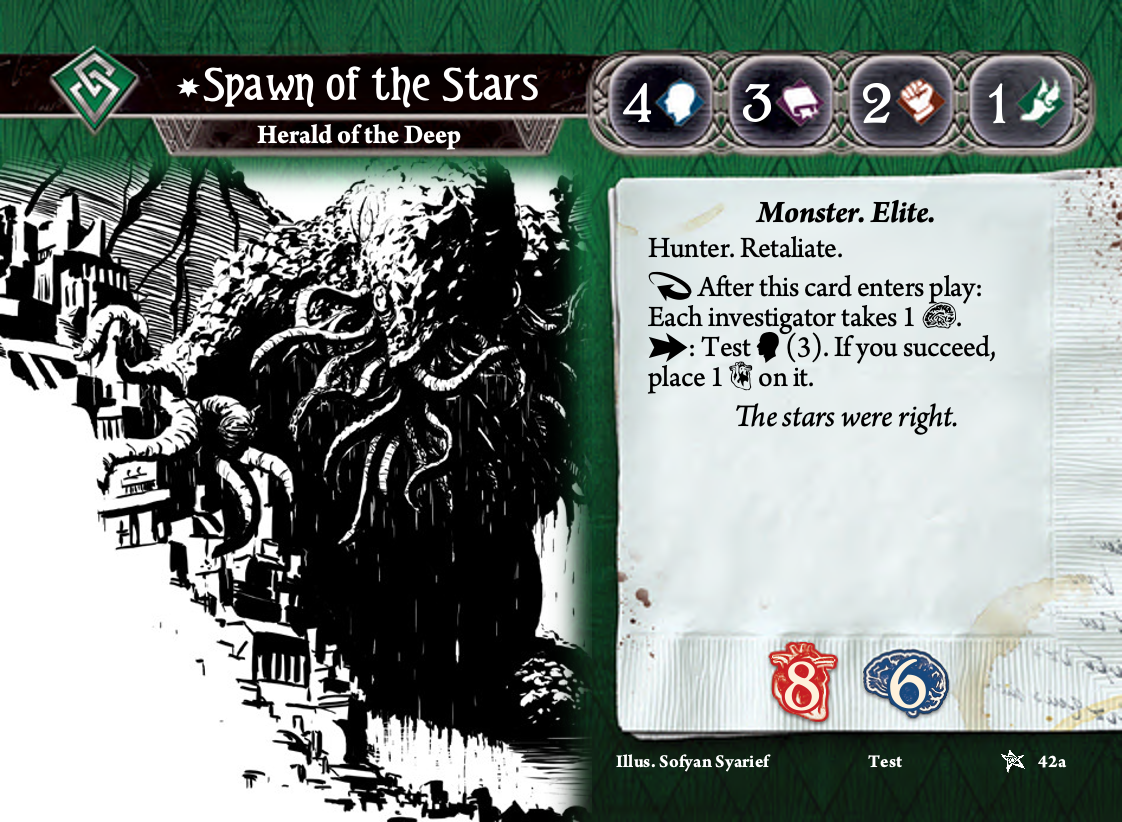 Spawn of the Stars
Herald of the Deep
4 3 2 1
Monster. Elite.
Hunter. Retaliate.
After this card enters play:
Each investigator takes 1 .
: Test (3). If you succeed,
place 1 on it.
The stars were right.
8 6
Illus. Sofyan Syarief Test 42a